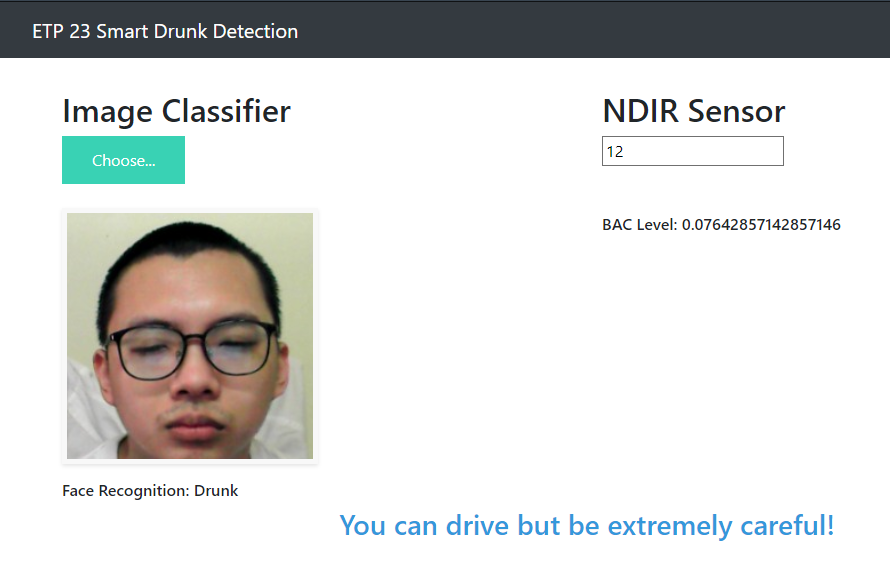 ETP 23 Smart Drunk Detection
Image Classifier
Choose...
Face Recognition: Drunk
NDIR Sensor
12
BAC Level: 0.07642857142857146
You can drive but be extremely careful!